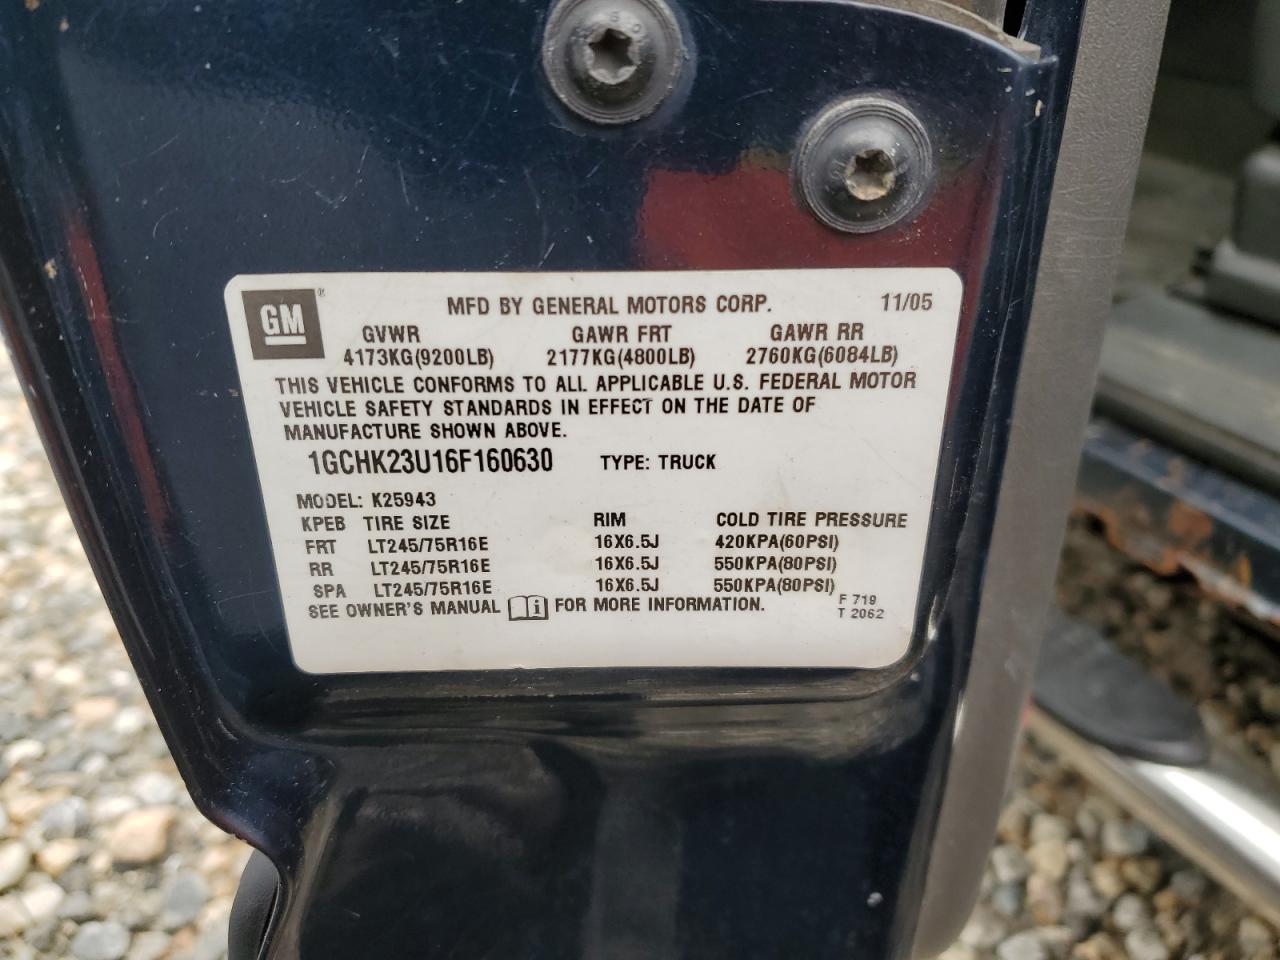 GM® MFD BY GENERAL MOTORS CORP. 11/05
GVWR GAWR FRT GAWR RR
4173KG(9200LB) 2177KG(4800LB) 2760KG(6084LB)
THIS VEHICLE CONFORMS TO ALL APPLICABLE U.S. FEDERAL MOTOR
VEHICLE SAFETY STANDARDS IN EFFECT ON THE DATE OF
MANUFACTURE SHOWN ABOVE.
1GCHK23U16F160630 TYPE: TRUCK
MODEL: K25943
KPEB TIRE SIZE RIM COLD TIRE PRESSURE
FRT LT245/75R16E 16X6.5J 420KPA(60PSI)
RR LT245/75R16E 16X6.5J 550KPA(80PSI)
SPA LT245/75R16E 16X6.5J 550KPA(80PSI)
SEE OWNER'S MANUAL i FOR MORE INFORMATION. F 719
T 2062